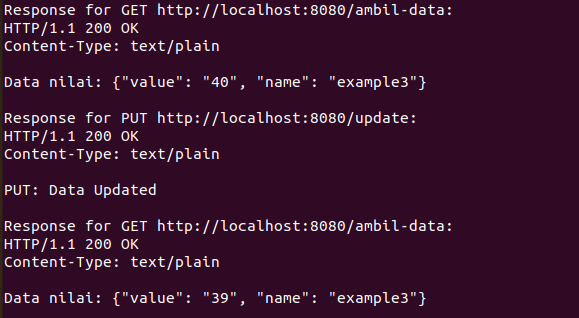 Response for GET http://localhost:8080/ambil-data:
HTTP/1.1 200 OK
Content-Type: text/plain
Data nilai: {"value": "40", "name": "example3"}
Response for PUT http://localhost:8080/update:
HTTP/1.1 200 OK
Content-Type: text/plain
PUT: Data Updated
Response for GET http://localhost:8080/ambil-data:
HTTP/1.1 200 OK
Content-Type: text/plain
Data nilai: {"value": "39", "name": "example3"}